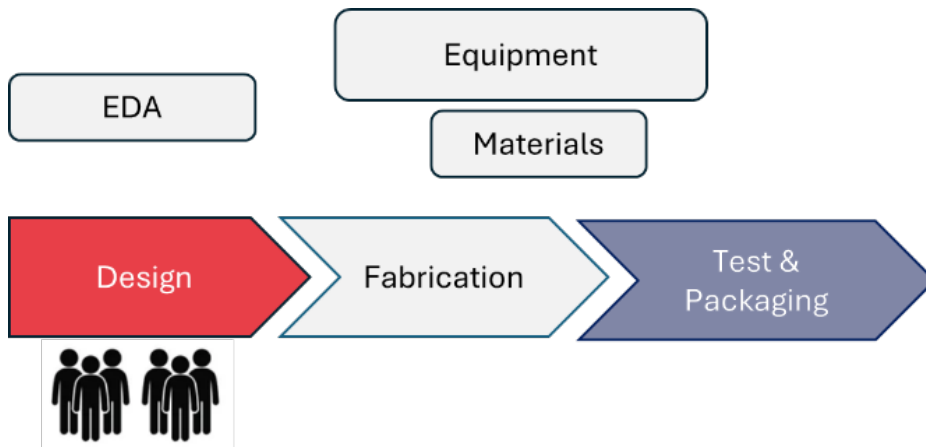 Equipment
EDA
Materials
Design
Fabrication
Test &
Packaging